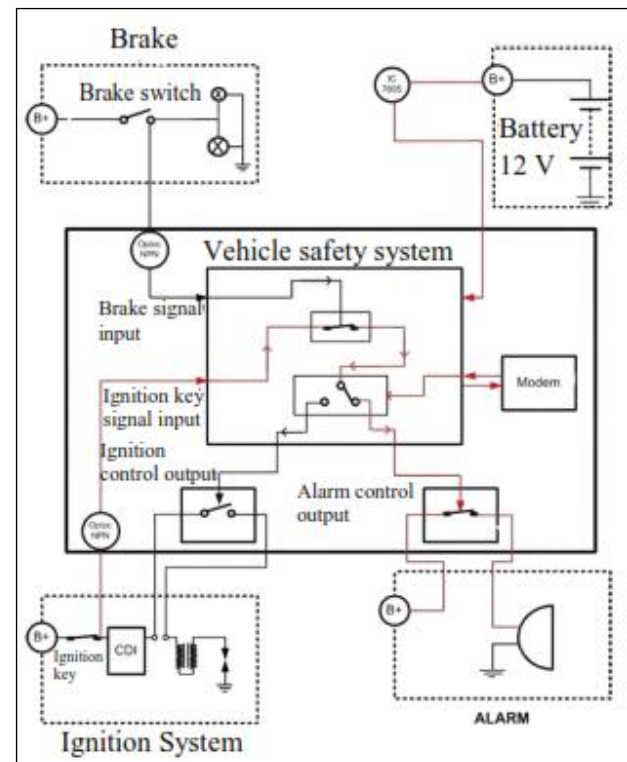 Brake
Brake switch
B+
IC
7805
B+
Battery
12 V
Optoc
NPN
Vehicle safety system
Brake signal
input
Ignition key
signal input
Modem
Ignition
control output
Alarm control
output
Optoc
NPN
B+
Ignition
key
CDI
B+
Ignition System
ALARM